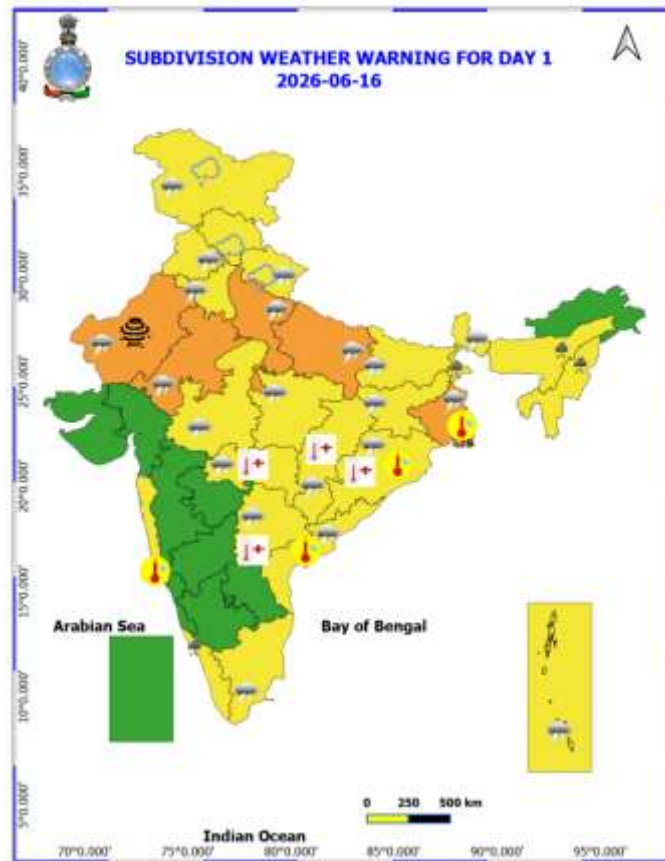 SUBDIVISION WEATHER WARNING FOR DAY 1
2026-06-16
40°0.000'
35°0.000'
30°0.000'
25°0.000'
20°0.000'
15°0.000'
10°0.000'
5°0.000'
Arabian Sea
Bay of Bengal
0 250 500 km
Indian Ocean
70°0.000' 75°0.000' 80°0.000' 85°0.000' 90°0.000' 95°0.000'